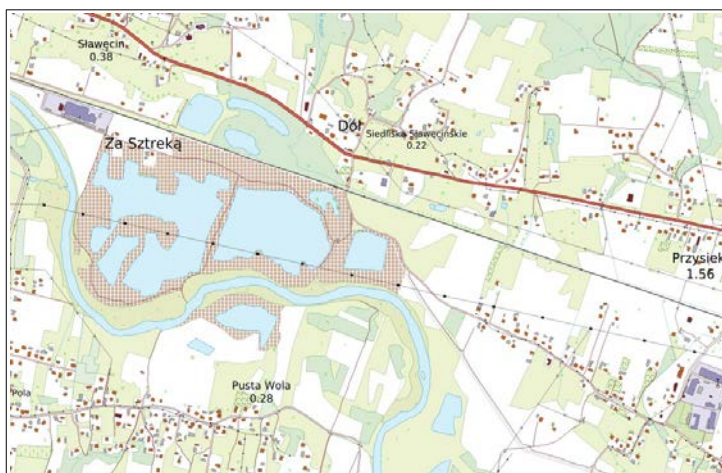 Sławęcin
0.38
Dół
Siedliska Sławęcińskie
0.22
Za Sztreką
Przysiek
1.56
Pusta Wola
0.28
Pola